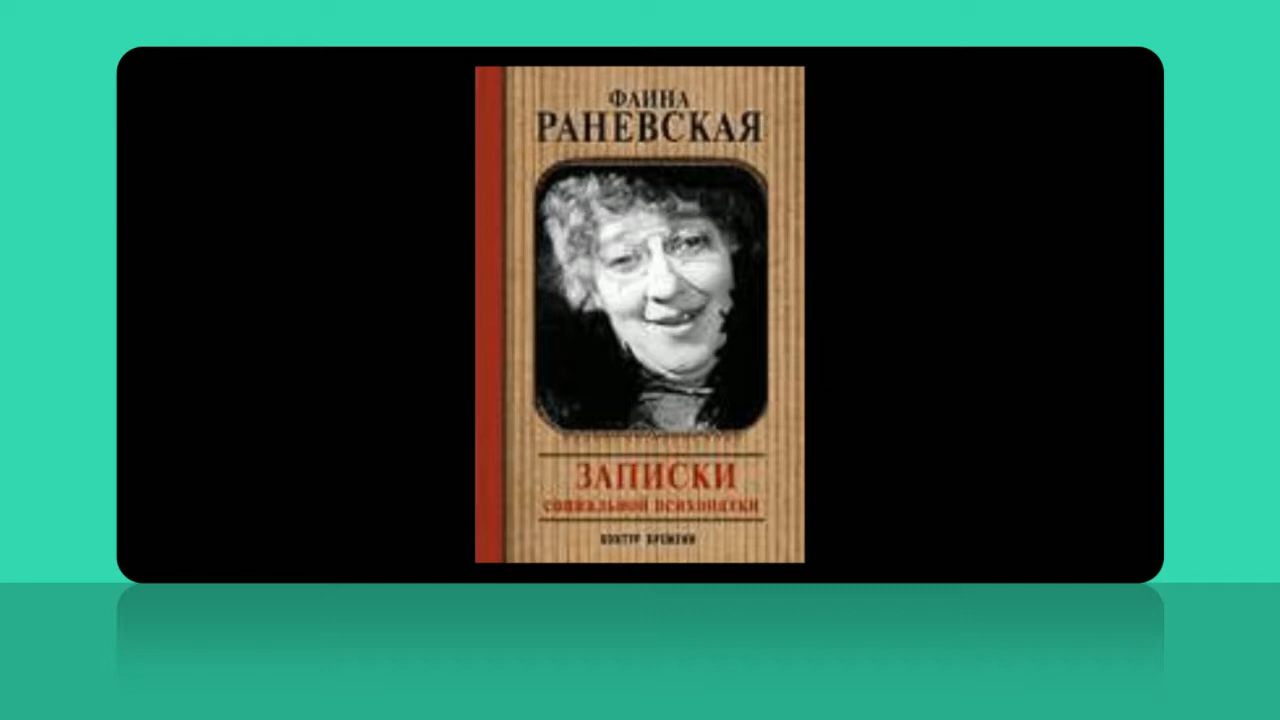 ФАИНА
РАНЕВСКАЯ
ЗАПИСКИ
социальной психопатки
КОНТУР ВРЕМЕНИ